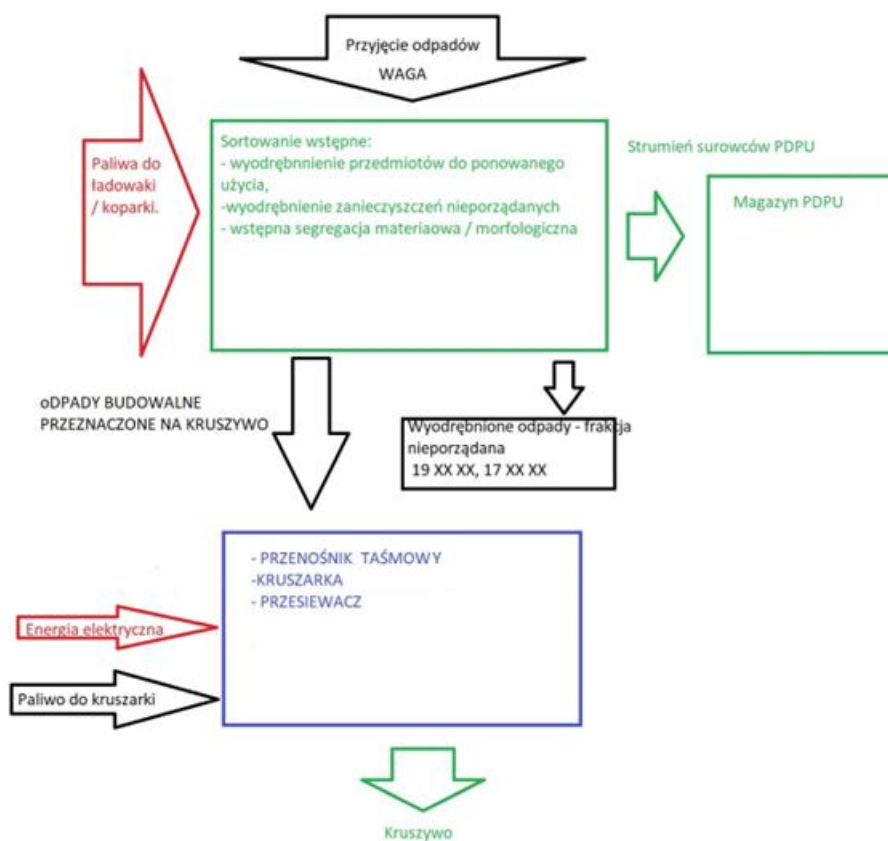 Przyjęcie odpadów
WAGA
Paliwa do
ładowaki
/ koparki.
Sortowanie wstępne:
- wyodrębnnienie przedmiotów do ponowanego
użycia,
-wyodrębnienie zanieczyszczeń nieporządanych
- wstępna segregacja materiaowa / morfologiczna
Strumień surowców PDPU
Magazyn PDPU
oDPADY BUDOWALNE
PRZEZNACZONE NA KRUSZYWO
Wyodrębnione odpady - frakcja
nieporządana
19 XX XX, 17 XX XX
- PRZENOŚNIK TAŚMOWY
-KRUSZARKA
- PRZESIEWACZ
Energia elektryczna
Paliwo do kruszarki
Kruszywo